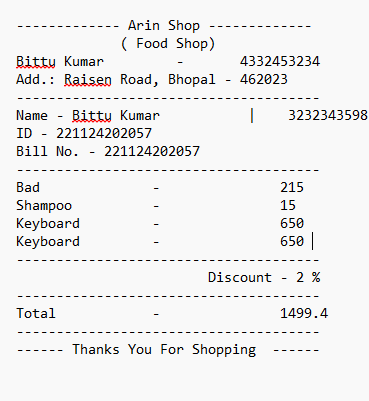 ------------- Arin Shop -------------
( Food Shop)
Bittu Kumar - 4332453234
Add.: Raisen Road, Bhopal - 462023
--------------------------------------
Name - Bittu Kumar | 3232343598
ID - 221124202057
Bill No. - 221124202057
--------------------------------------
Bad - 215
Shampoo - 15
Keyboard - 650
Keyboard - 650
--------------------------------------
Discount - 2 %
--------------------------------------
Total - 1499.4
--------------------------------------
------ Thanks You For Shopping ------